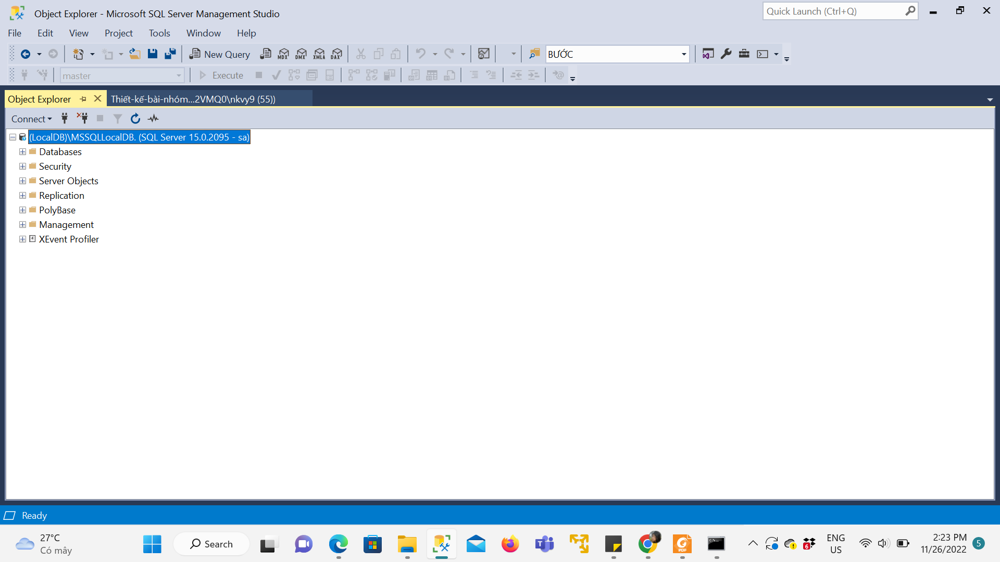 Object Explorer - Microsoft SQL Server Management Studio
Quick Launch (Ctrl+Q)
File Edit View Project Tools Window Help
New Query MDX DMX XMLA DAX BƯỚC
master Execute
Object Explorer Thiết-kế-bài-nhóm...2VMQ0\nkvy9 (55))
Connect
(LocalDB)\MSSQLLocalDB. (SQL Server 15.0.2095 - sa)
Databases
Security
Server Objects
Replication
PolyBase
Management
XEvent Profiler
Ready
27°C
Có mây
Search
PDF
6
ENG
US
2:23 PM
11/26/2022
5